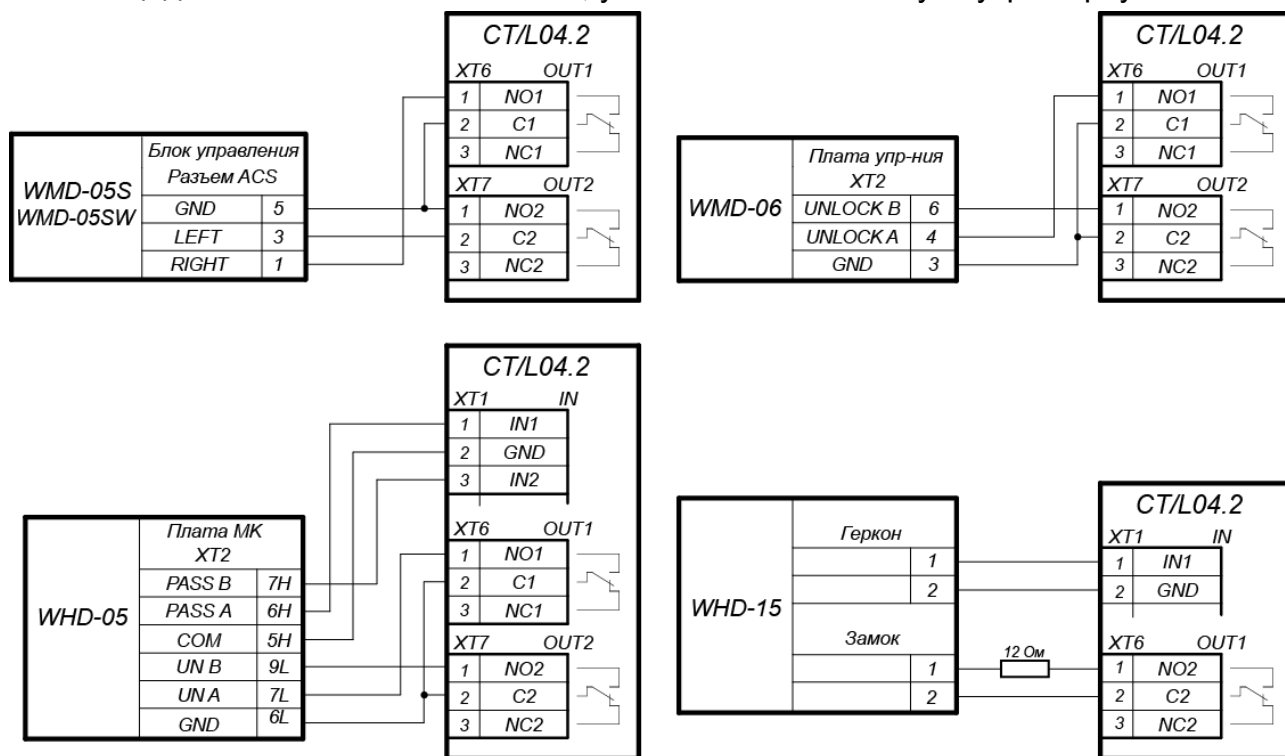 CT/L04.2
XT6 OUT1
1 NO1
2 C1
3 NC1
XT7 OUT2
1 NO2
2 C2
3 NC2
WMD-05S
WMD-05SW
Блок управления
Разъем ACS
GND 5
LEFT 3
RIGHT 1
CT/L04.2
XT6 OUT1
1 NO1
2 C1
3 NC1
XT7 OUT2
1 NO2
2 C2
3 NC2
WMD-06
Плата упр-ния
XT2
UNLOCK B 6
UNLOCK A 4
GND 3
CT/L04.2
XT1 IN
1 IN1
2 GND
3 IN2
XT6 OUT1
1 NO1
2 C1
3 NC1
XT7 OUT2
1 NO2
2 C2
3 NC2
WHD-05
Плата МК
XT2
PASS B 7H
PASS A 6H
COM 5H
UN B 9L
UN A 7L
GND 6L
CT/L04.2
XT1 IN
1 IN1
2 GND
XT6 OUT1
1 NO2
2 C2
3 NC2
WHD-15
Геркон
1
2
Замок
1
2
12 Ом